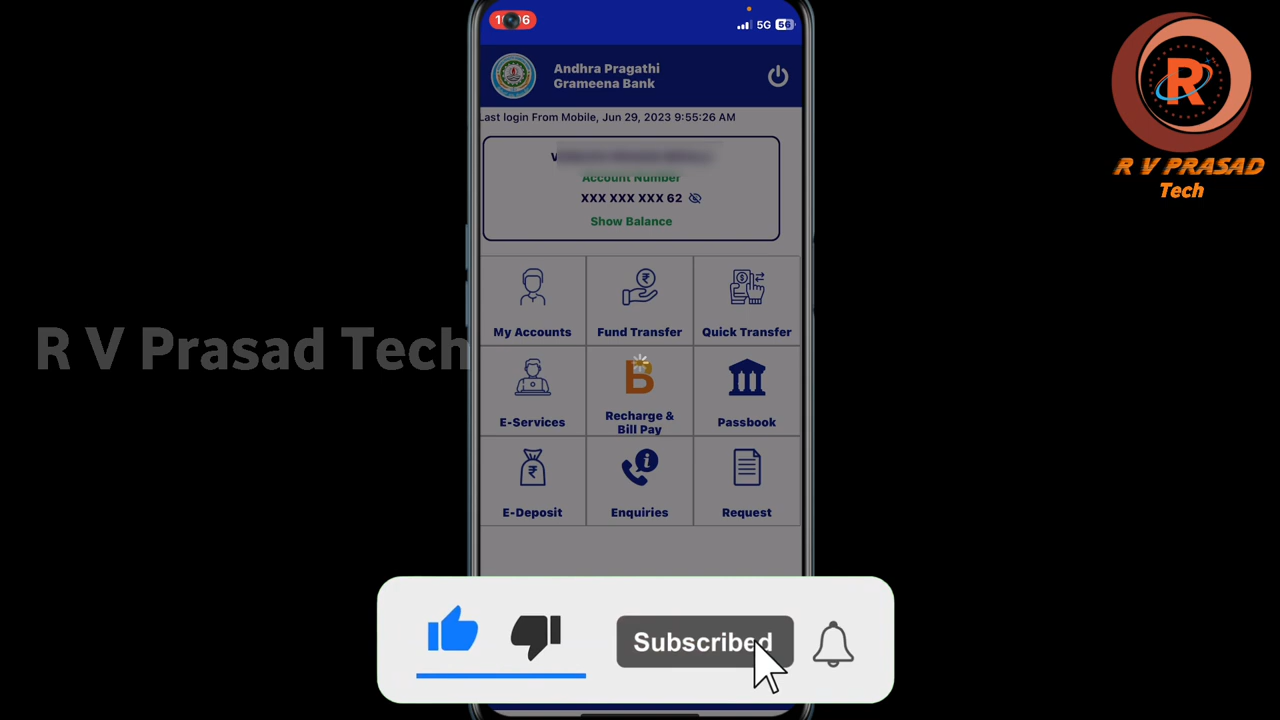 5G
56
Andhra Pragathi
Grameena Bank
Last login From Mobile, Jun 29, 2023 9:55:26 AM
Account Number
XXX XXX XXX 62
Show Balance
My Accounts
Fund Transfer
Quick Transfer
E-Services
B
Recharge &
Bill Pay
Passbook
E-Deposit
Enquiries
Request
R V Prasad Tech
R
R V PRASAD
Tech
Subscribed